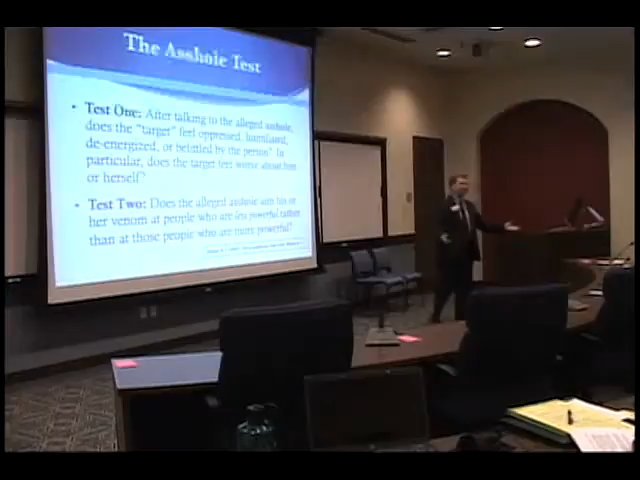 The Asshole Test
• Test One: After talking to the alleged asshole,
does the "target" feel oppressed, humiliated,
de-energized, or belittled by the person? In
particular, does the target feel worse about him
or herself?
• Test Two: Does the alleged asshole aim his or
her venom at people who are less powerful rather
than at those people who are more powerful?